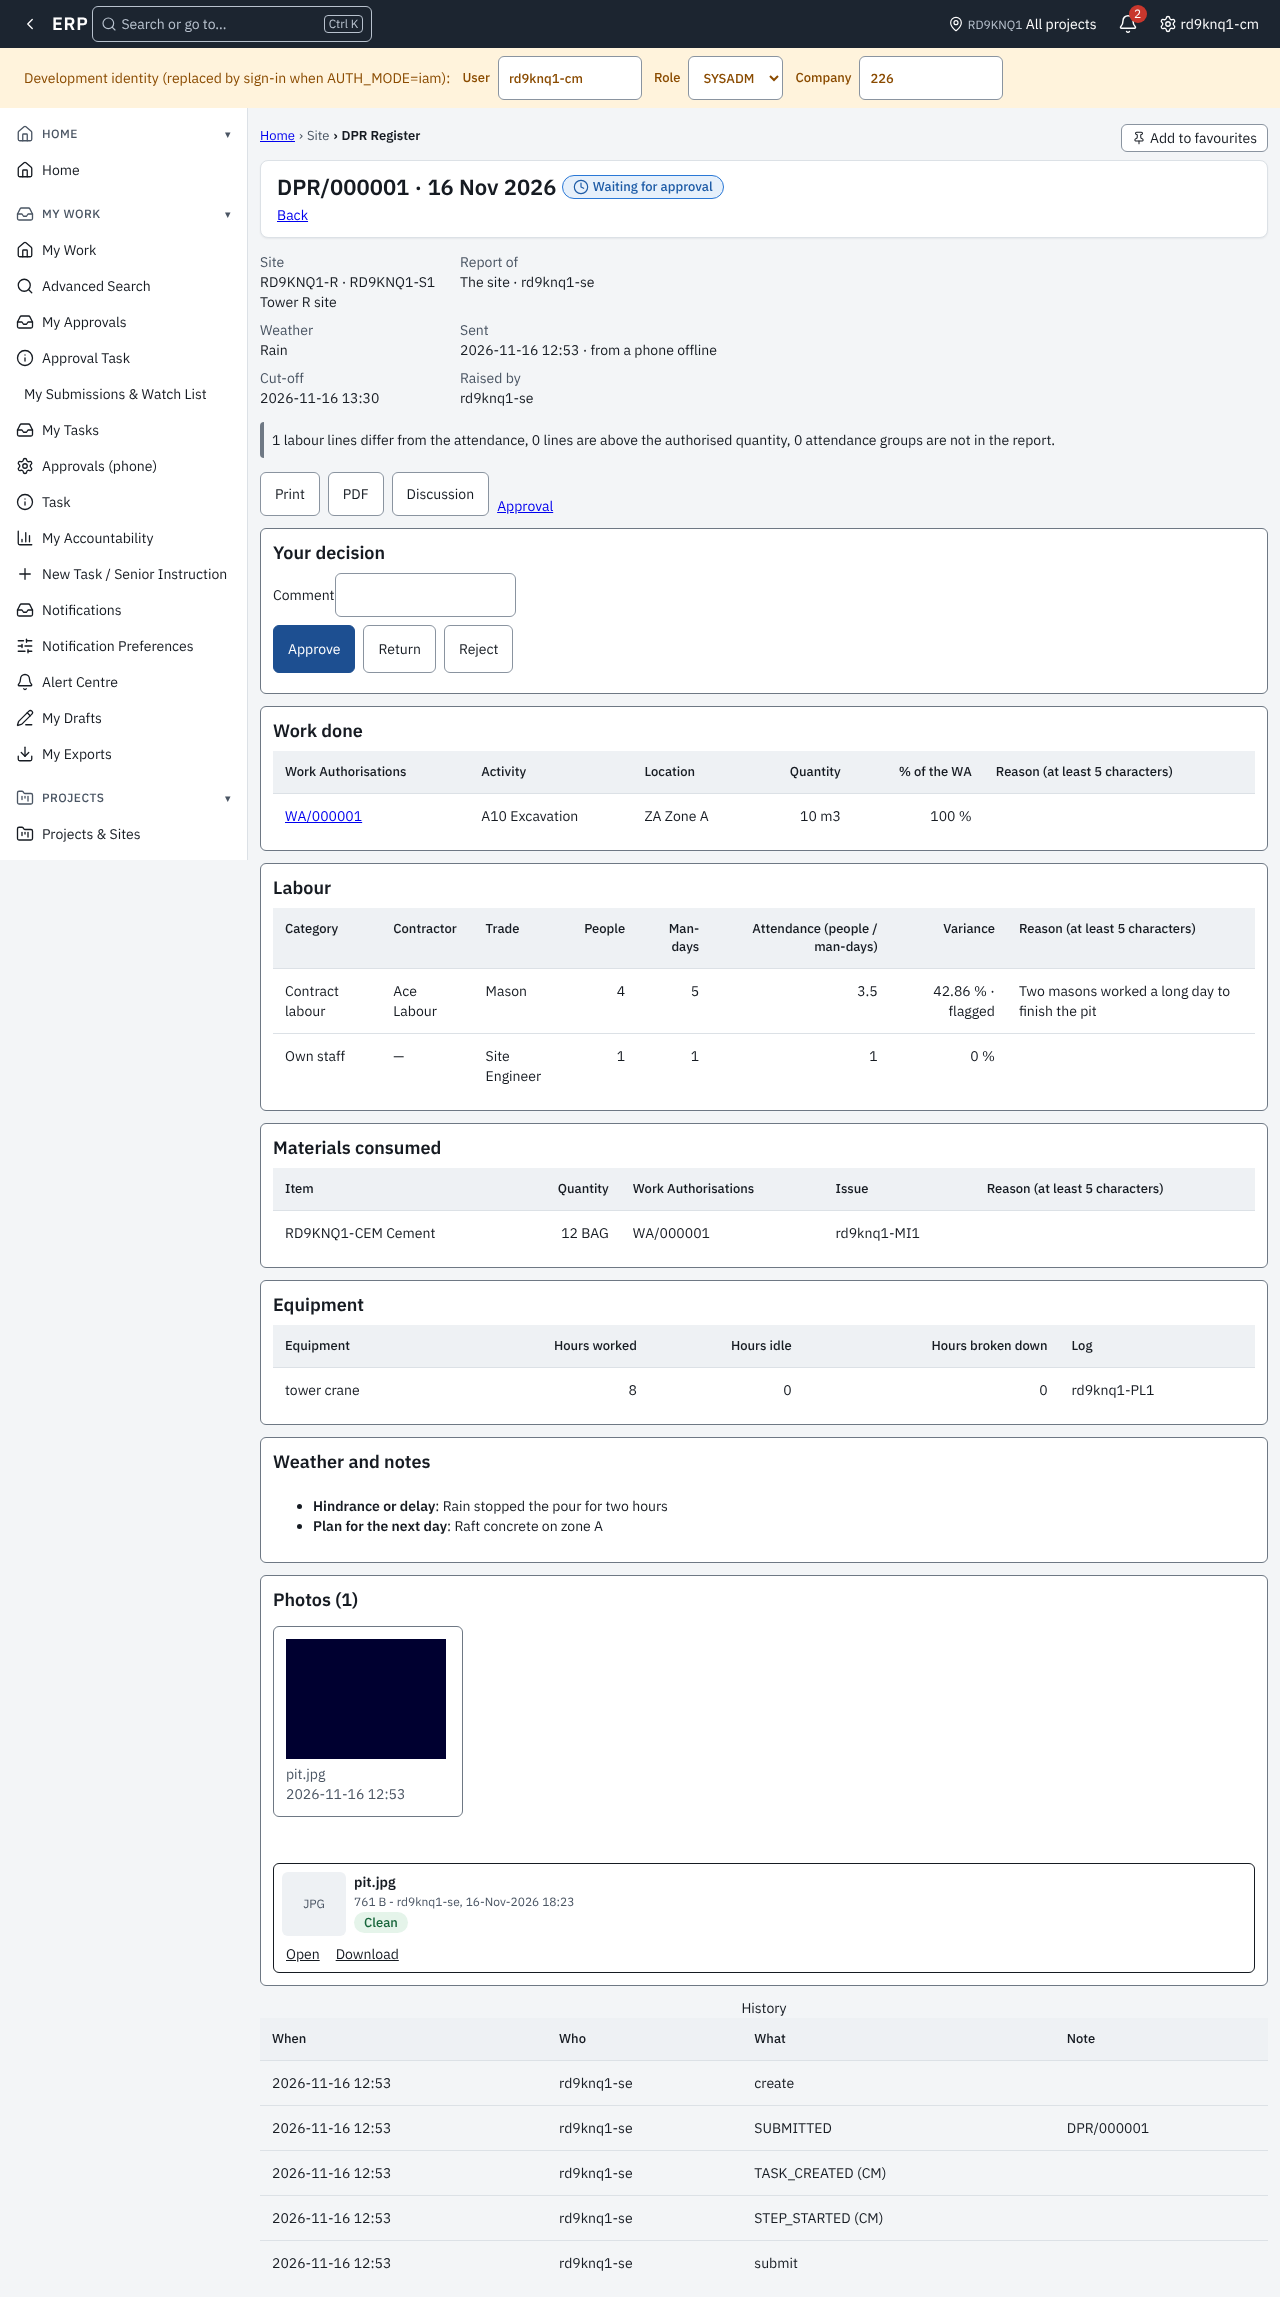 ERP
Search or go to...
Ctrl K
RD9KNQ1 All projects
2
rd9knq1-cm
Development identity (replaced by sign-in when AUTH_MODE=iam):
User
rd9knq1-cm
Role
SYSADM
Company
226
HOME
Home
MY WORK
My Work
Advanced Search
My Approvals
Approval Task
My Submissions & Watch List
My Tasks
Approvals (phone)
Task
My Accountability
New Task / Senior Instruction
Notifications
Notification Preferences
Alert Centre
My Drafts
My Exports
PROJECTS
Projects & Sites
Home › Site › DPR Register
Add to favourites
DPR/000001 · 16 Nov 2026
Waiting for approval
Back
Site
RD9KNQ1-R · RD9KNQ1-S1
Tower R site
Report of
The site · rd9knq1-se
Weather
Rain
Sent
2026-11-16 12:53 · from a phone offline
Cut-off
2026-11-16 13:30
Raised by
rd9knq1-se
1 labour lines differ from the attendance, 0 lines are above the authorised quantity, 0 attendance groups are not in the report.
Print
PDF
Discussion
Approval
Your decision
Comment
Approve
Return
Reject
Work done
Work Authorisations Activity Location Quantity % of the WA Reason (at least 5 characters)
WA/000001 A10 Excavation ZA Zone A 10 m3 100 %
Labour
Category Contractor Trade People Man-days Attendance (people / man-days) Variance Reason (at least 5 characters)
Contract labour Ace Labour Mason 4 5 3.5 42.86 % · flagged Two masons worked a long day to finish the pit
Own staff — Site Engineer 1 1 1 0 %
Materials consumed
Item Quantity Work Authorisations Issue Reason (at least 5 characters)
RD9KNQ1-CEM Cement 12 BAG WA/000001 rd9knq1-MI1
Equipment
Equipment Hours worked Hours idle Hours broken down Log
tower crane 8 0 0 rd9knq1-PL1
Weather and notes
Hindrance or delay: Rain stopped the pour for two hours
Plan for the next day: Raft concrete on zone A
Photos (1)
pit.jpg
2026-11-16 12:53
JPG
pit.jpg
761 B - rd9knq1-se, 16-Nov-2026 18:23
Clean
Open Download
History
When Who What Note
2026-11-16 12:53 rd9knq1-se create
2026-11-16 12:53 rd9knq1-se SUBMITTED DPR/000001
2026-11-16 12:53 rd9knq1-se TASK_CREATED (CM)
2026-11-16 12:53 rd9knq1-se STEP_STARTED (CM)
2026-11-16 12:53 rd9knq1-se submit